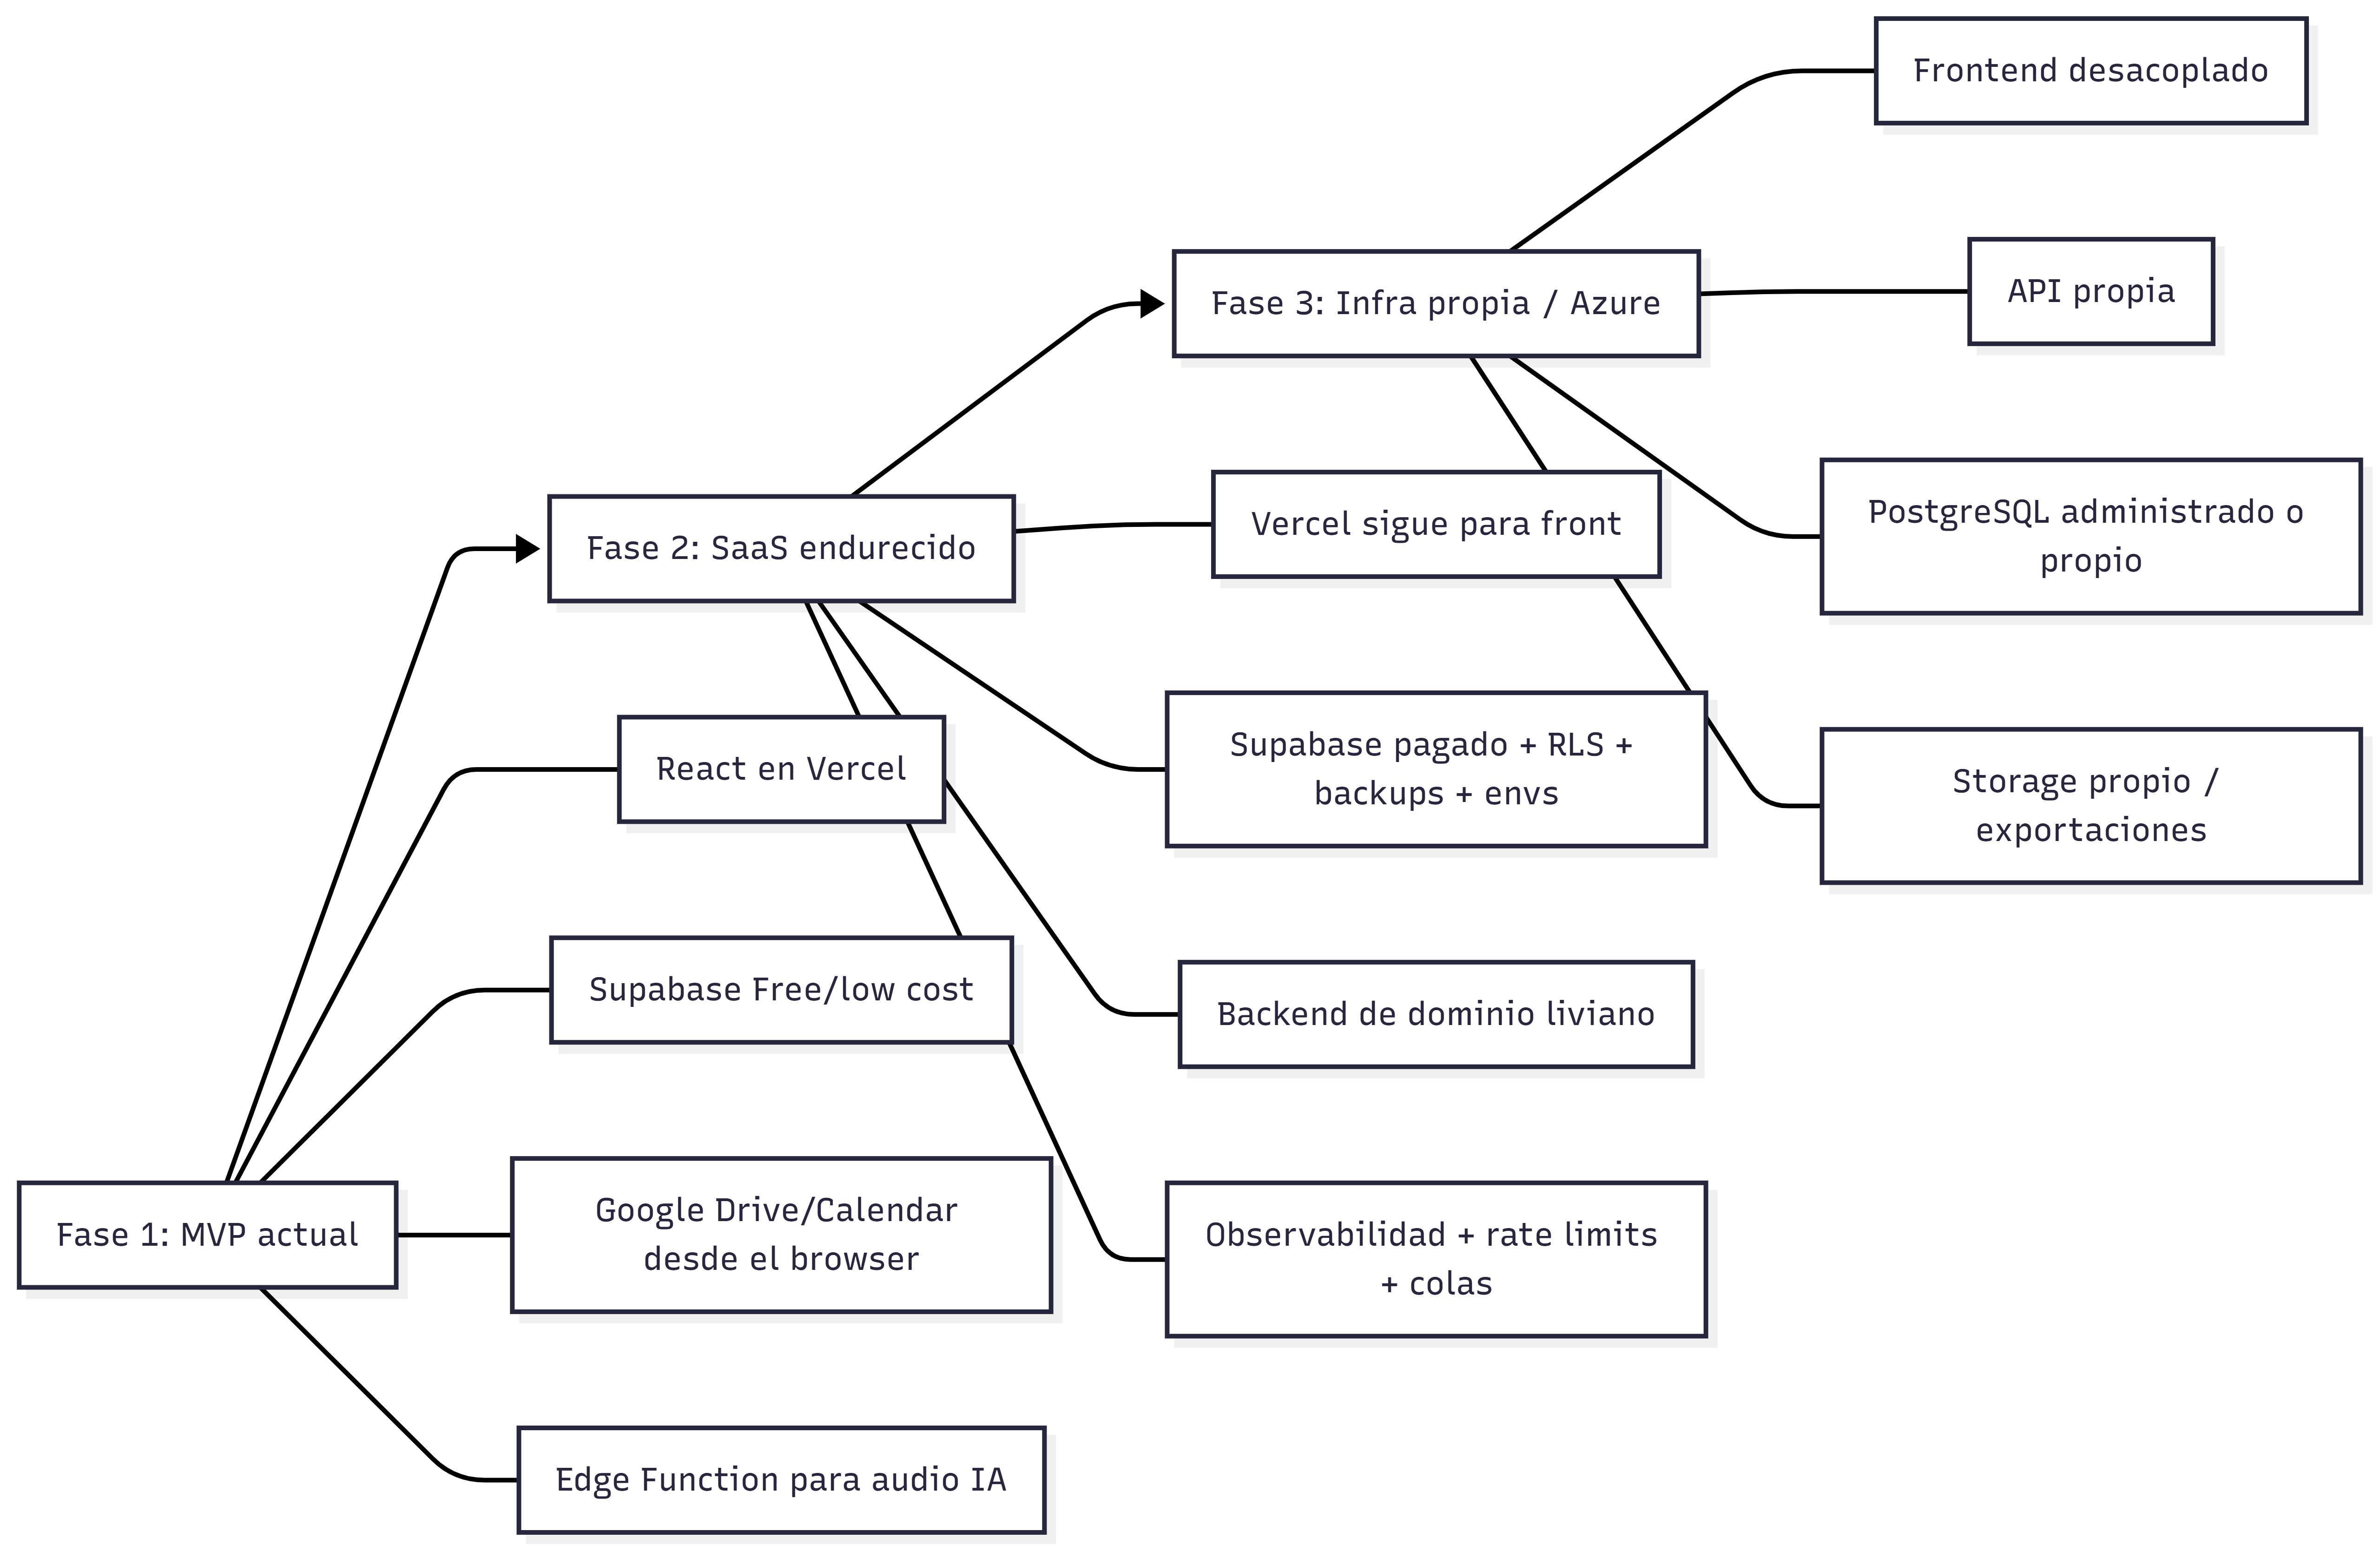 Frontend desacoplado
Fase 3: Infra propia / Azure
API propia
Vercel sigue para front
PostgreSQL administrado o
propio
Fase 2: SaaS endurecido
React en Vercel
Supabase pagado + RLS +
backups + envs
Storage propio /
exportaciones
Supabase Free/low cost
Backend de dominio liviano
Fase 1: MVP actual
Google Drive/Calendar
desde el browser
Observabilidad + rate limits
+ colas
Edge Function para audio IA